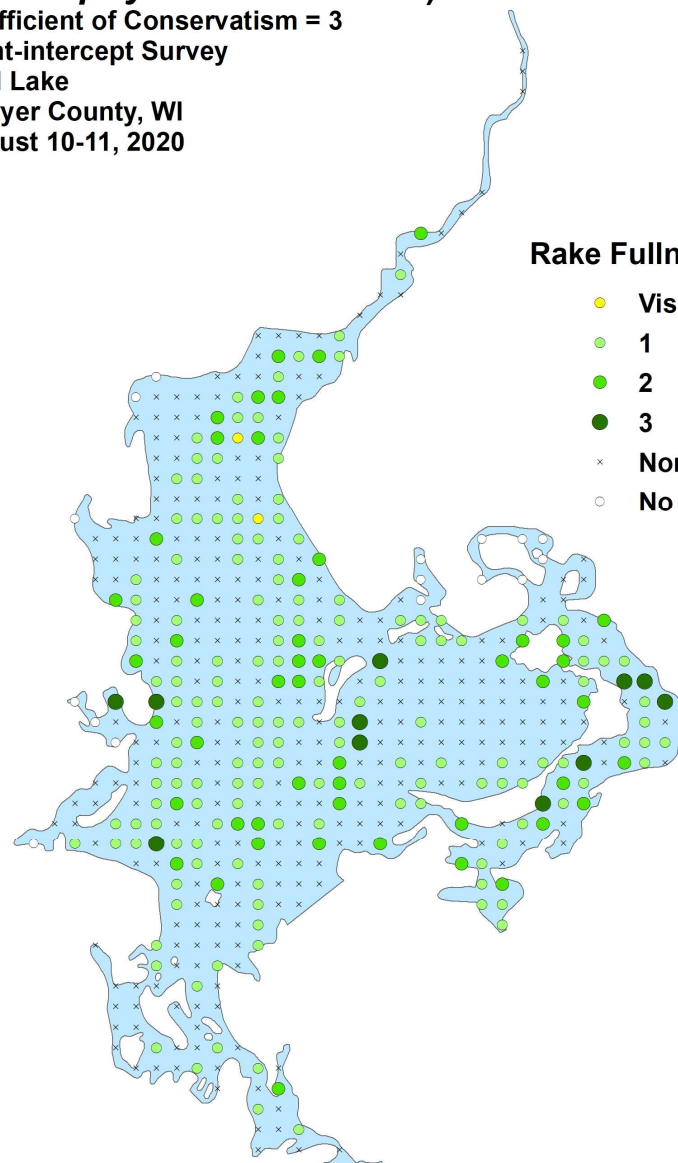 fficient of Conservatism = 3
nt-intercept Survey
Lake
yer County, WI
ust 10-11, 2020
Rake Fulln
Vis
1
2
3
Nor
No